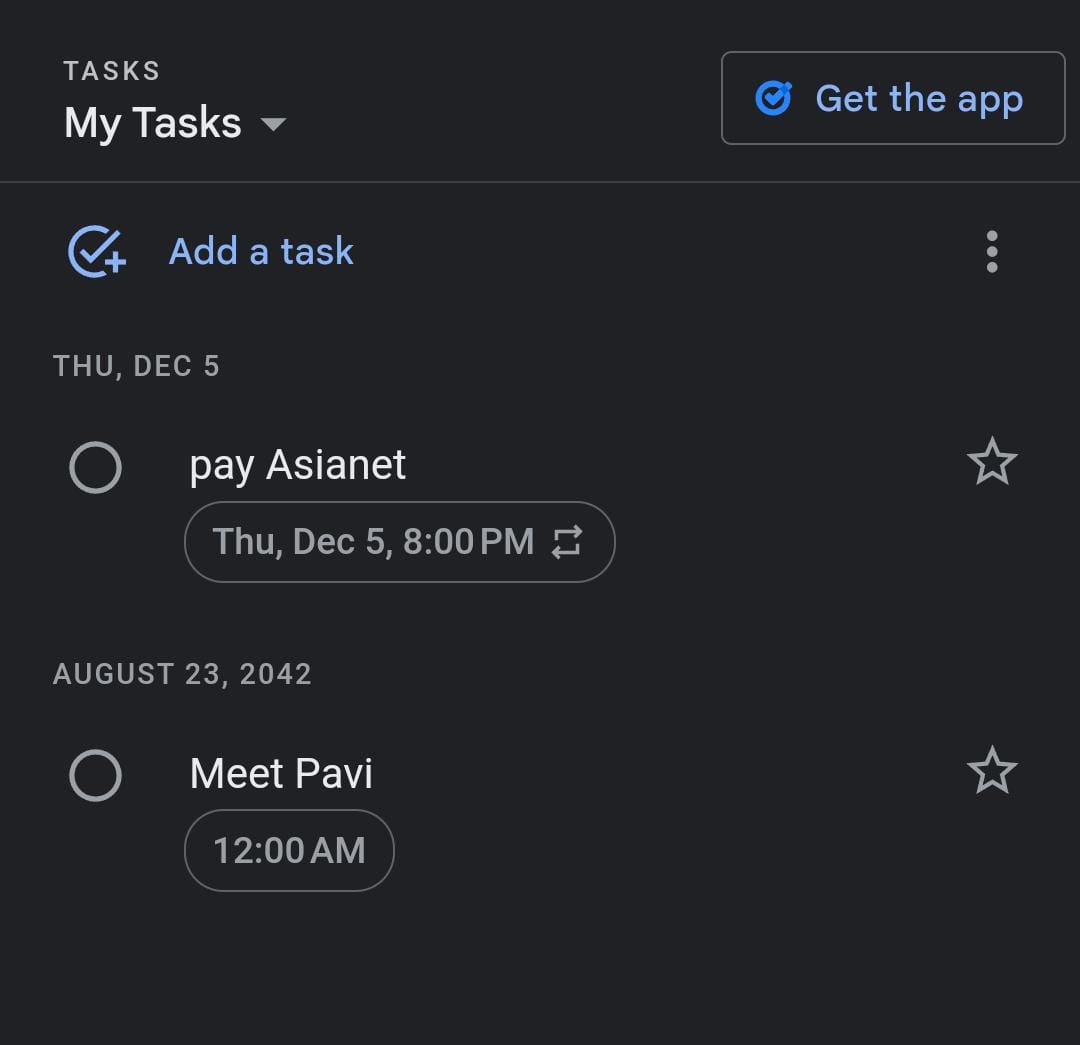 TASKS
My Tasks
Get the app
Add a task
THU, DEC 5
pay Asianet
Thu, Dec 5, 8:00 PM
AUGUST 23, 2042
Meet Pavi
12:00 AM